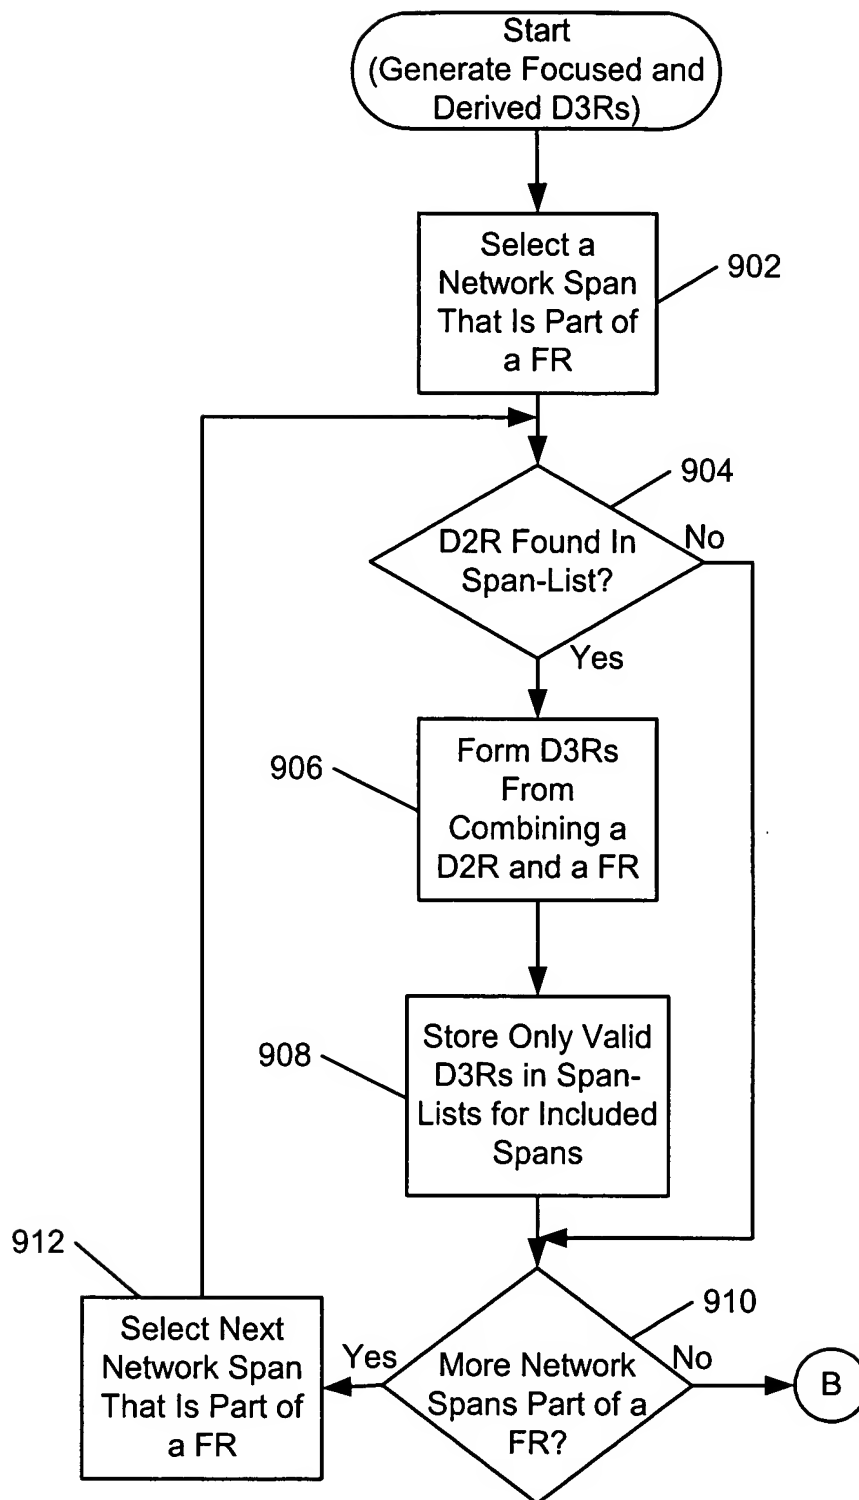 Start
(Generate Focused and
Derived D3Rs)
Select a
Network Span
That Is Part of
a FR
902
904
D2R Found In
Span-List?
No
Yes
906
Form D3Rs
From
Combining a
D2R and a FR
908
Store Only Valid
D3Rs in Span-
Lists for Included
Spans
912
Select Next
Network Span
That Is Part of
a FR
Yes
910
More Network
Spans Part of a
FR?
No
B